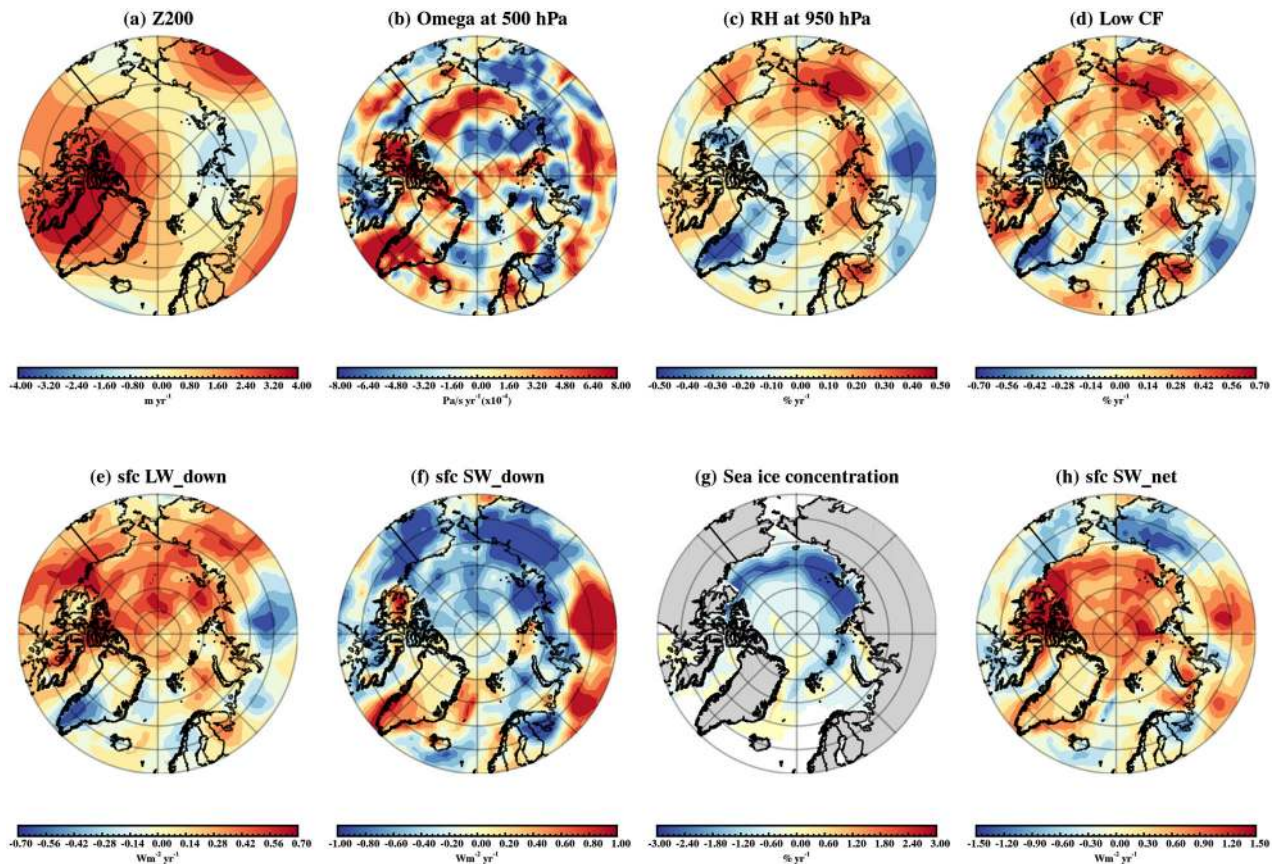 (a) Z200 (b) Omega at 500 hPa (c) RH at 950 hPa (d) Low CF
-4.00 -3.20 -2.40 -1.60 -0.80 0.00 0.80 1.60 2.40 3.20 4.00
m yr⁻¹
-8.00 -6.40 -4.80 -3.20 -1.60 0.00 1.60 3.20 4.80 6.40 8.00
Pa/s yr⁻¹(x10⁻⁴)
-0.50 -0.40 -0.30 -0.20 -0.10 0.00 0.10 0.20 0.30 0.40 0.50
% yr⁻¹
-0.70 -0.56 -0.42 -0.28 -0.14 0.00 0.14 0.28 0.42 0.56 0.70
% yr⁻¹
(e) sfc LW_down (f) sfc SW_down (g) Sea ice concentration (h) sfc SW_net
-0.70 -0.56 -0.42 -0.28 -0.14 0.00 0.14 0.28 0.42 0.56 0.70
Wm⁻² yr⁻¹
-1.00 -0.80 -0.60 -0.40 -0.20 0.00 0.20 0.40 0.60 0.80 1.00
Wm⁻² yr⁻¹
-3.00 -2.40 -1.80 -1.20 -0.60 0.00 0.60 1.20 1.80 2.40 3.00
% yr⁻¹
-1.50 -1.20 -0.90 -0.60 -0.30 0.00 0.30 0.60 0.90 1.20 1.50
Wm⁻² yr⁻¹